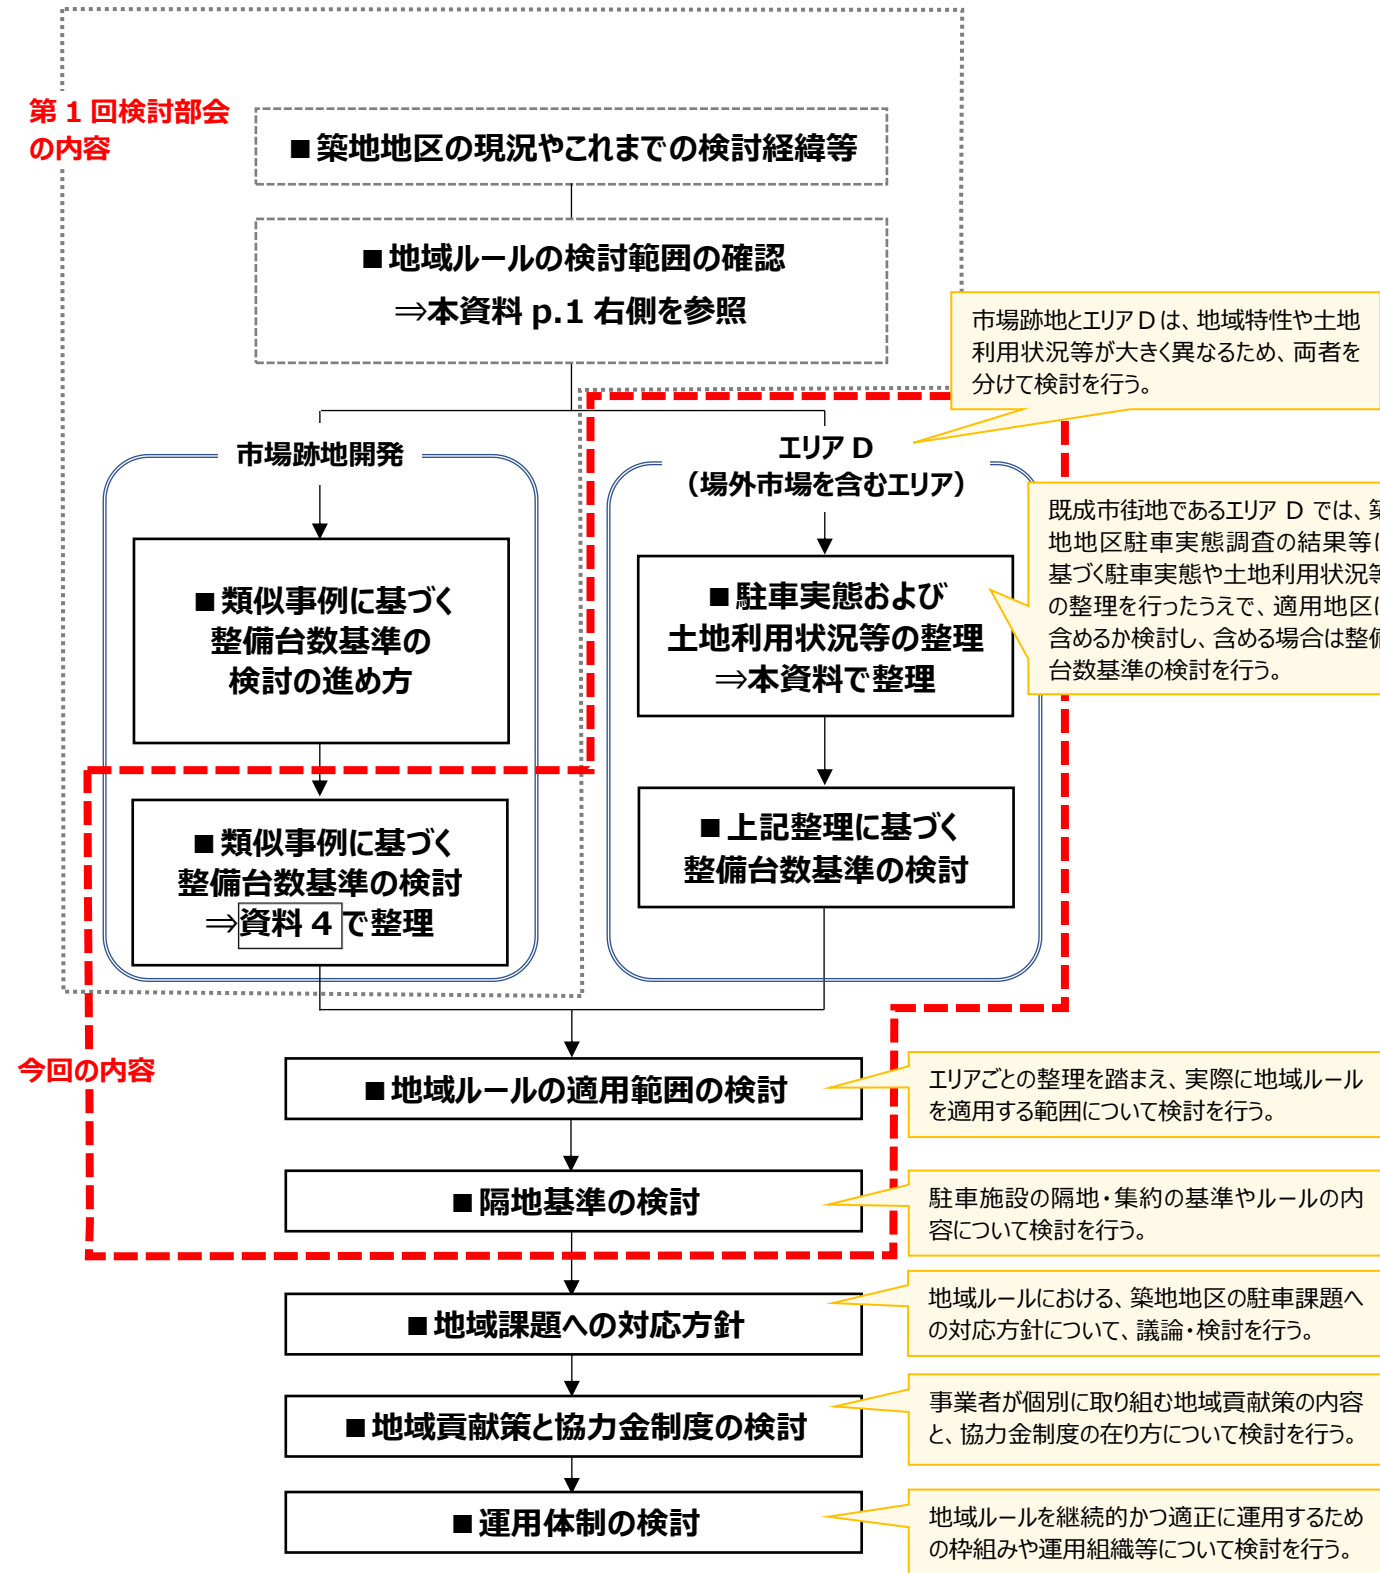 第 1 回検討部会
の内容
■築地地区の現況やこれまでの検討経緯等
■地域ルールの検討範囲の確認
⇒本資料 p.1 右側を参照
市場跡地とエリア D は、地域特性や土地
利用状況等が大きく異なるため、両者を
分けて検討を行う。
市場跡地開発
■類似事例に基づく
整備台数基準の
検討の進め方
■類似事例に基づく
整備台数基準の検討
⇒資料 4 で整理
エリア D
（場外市場を含むエリア）
■駐車実態および
土地利用状況等の整理
⇒本資料で整理
■上記整理に基づく
整備台数基準の検討
既成市街地であるエリア D では、築
地地区駐車実態調査の結果等に
基づく駐車実態や土地利用状況等
の整理を行ったうえで、適用地区に
含めるか検討し、含める場合は整備
台数基準の検討を行う。
今回の内容
■地域ルールの適用範囲の検討
エリアごとの整理を踏まえ、実際に地域ルール
を適用する範囲について検討を行う。
■隔地基準の検討
駐車施設の隔地・集約の基準やルールの内
容について検討を行う。
■地域課題への対応方針
地域ルールにおける、築地地区の駐車課題へ
の対応方針について、議論・検討を行う。
■地域貢献策と協力金制度の検討
事業者が個別に取り組む地域貢献策の内容
と、協力金制度の在り方について検討を行う。
■運用体制の検討
地域ルールを継続的かつ適正に運用するため
の枠組みや運用組織等について検討を行う。